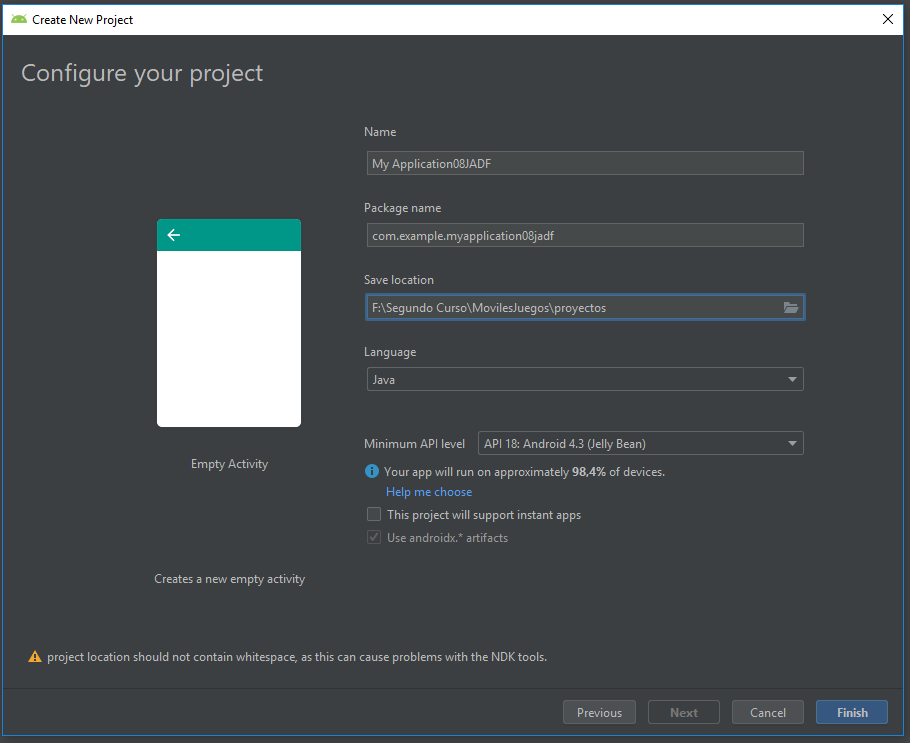 Create New Project
Configure your project
Name
My Application08JADF
Package name
com.example.myapplication08jadf
Save location
F:\Segundo Curso\MovilesJuegos\proyectos
Language
Java
Minimum API level API 18: Android 4.3 (Jelly Bean)
Empty Activity
Your app will run on approximately 98,4% of devices.
Help me choose
This project will support instant apps
Use androidx.* artifacts
Creates a new empty activity
project location should not contain whitespace, as this can cause problems with the NDK tools.
Previous Next Cancel Finish